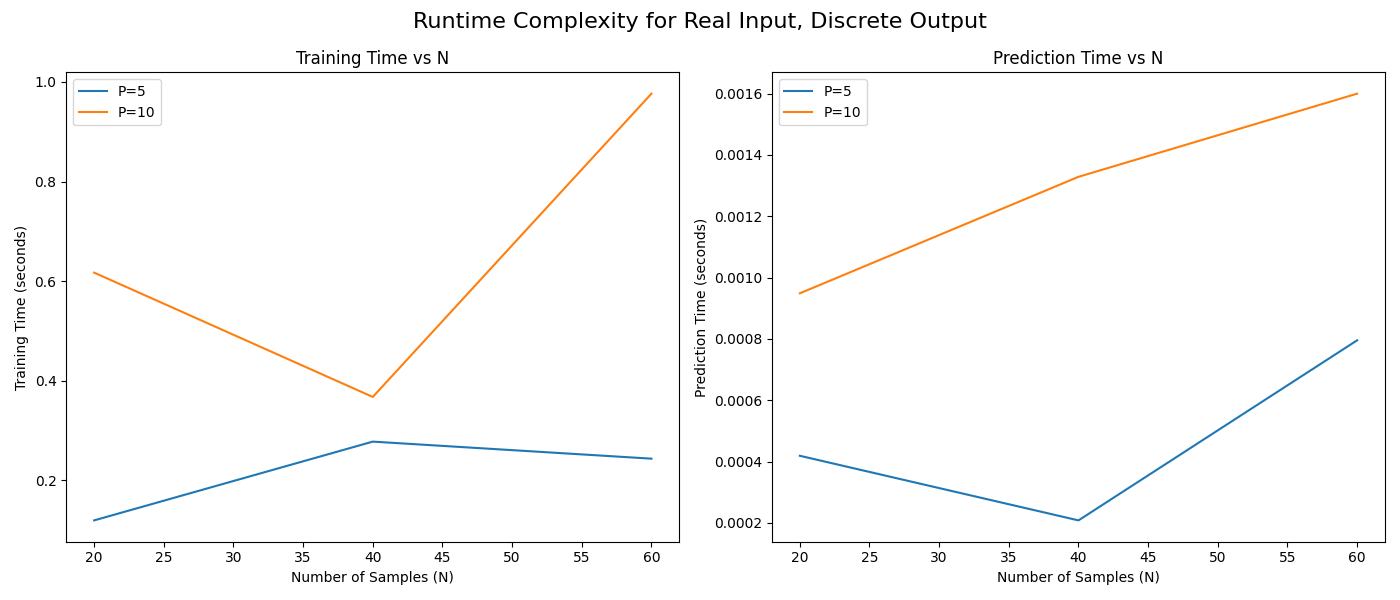 Runtime Complexity for Real Input, Discrete Output
Training Time vs N
P=5
P=10
1.0
0.8
0.6
0.4
0.2
Training Time (seconds)
20 25 30 35 40 45 50 55 60
Number of Samples (N)
Prediction Time vs N
P=5
P=10
0.0016
0.0014
0.0012
0.0010
0.0008
0.0006
0.0004
0.0002
Prediction Time (seconds)
20 25 30 35 40 45 50 55 60
Number of Samples (N)